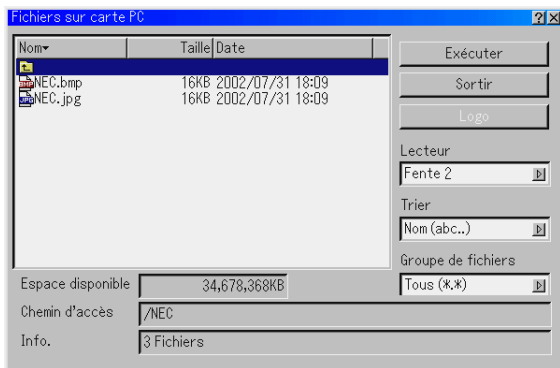 Fichiers sur carte PC
Nom Taille Date
NEC.bmp 16KB 2002/07/31 18:09
NEC.jpg 16KB 2002/07/31 18:09
Exécuter
Sortir
Logo
Lecteur
Fente 2
Trier
Nom (abc..)
Groupe de fichiers
Tous (*.*)
Espace disponible 34,678,368KB
Chemin d'accès /NEC
Info. 3 Fichiers